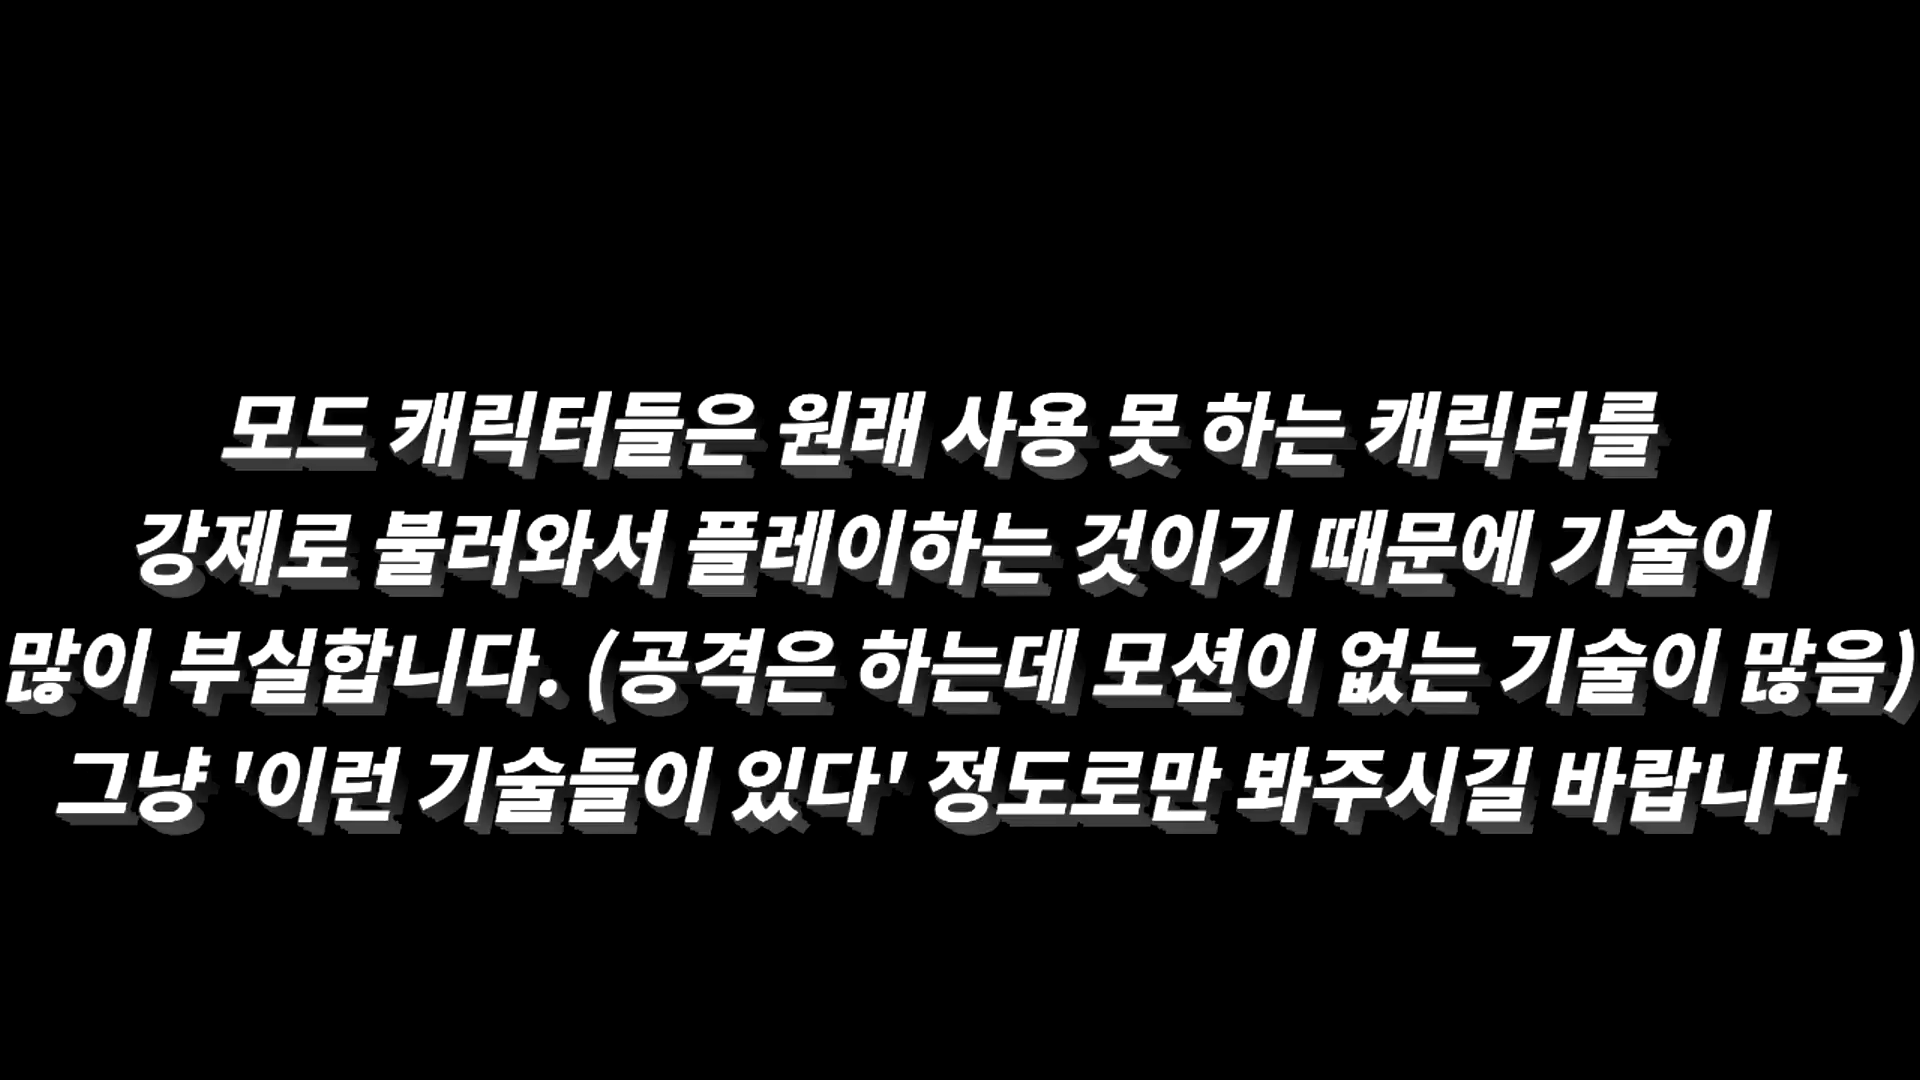 모드 캐릭터들은 원래 사용 못 하는 캐릭터를
강제로 불러와서 플레이하는 것이기 때문에 기술이
많이 부실합니다. (공격은 하는데 모션이 없는 기술이 많음)
그냥 '이런 기술들이 있다' 정도로만 봐주시길 바랍니다